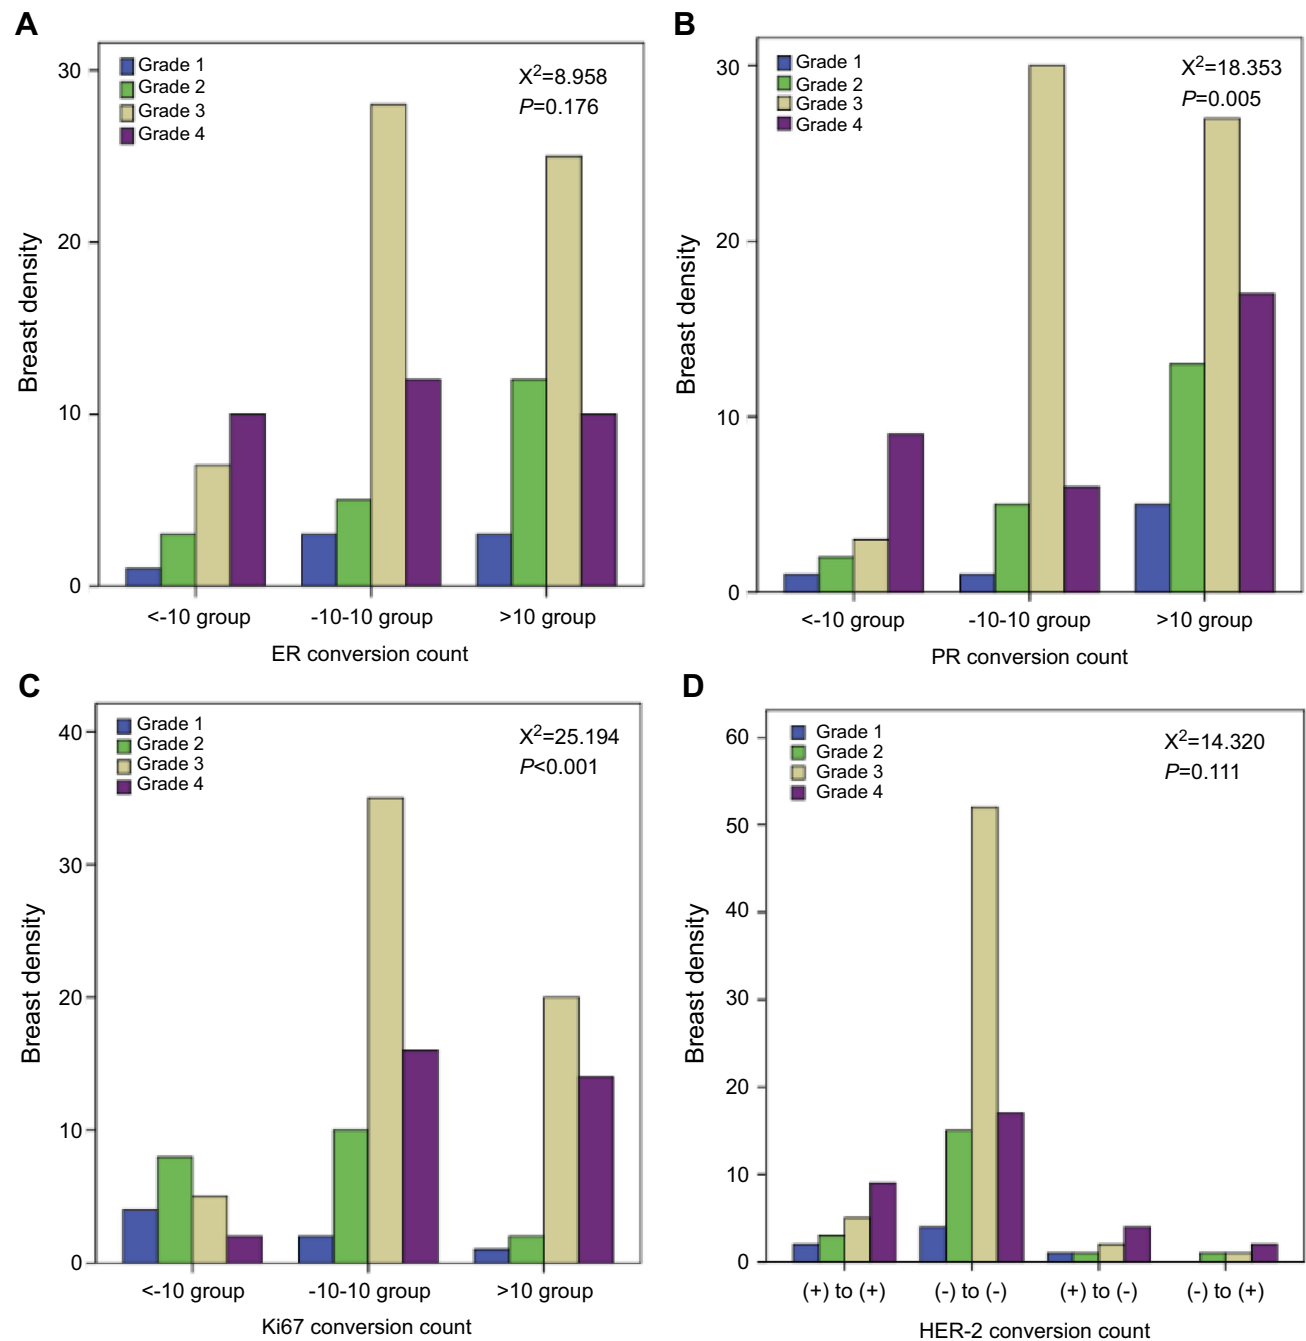 A
Grade 1
Grade 2
Grade 3
Grade 4
X²=8.958
P=0.176
30
20
10
0
Breast density
<-10 group
-10-10 group
>10 group
ER conversion count
B
Grade 1
Grade 2
Grade 3
Grade 4
X²=18.353
P=0.005
30
20
10
0
Breast density
<-10 group
-10-10 group
>10 group
PR conversion count
C
Grade 1
Grade 2
Grade 3
Grade 4
X²=25.194
P<0.001
40
30
20
10
0
Breast density
<-10 group
-10-10 group
>10 group
Ki67 conversion count
D
Grade 1
Grade 2
Grade 3
Grade 4
X²=14.320
P=0.111
60
50
40
30
20
10
0
Breast density
(+) to (+)
(-) to (-)
(+) to (-)
(-) to (+)
HER-2 conversion count